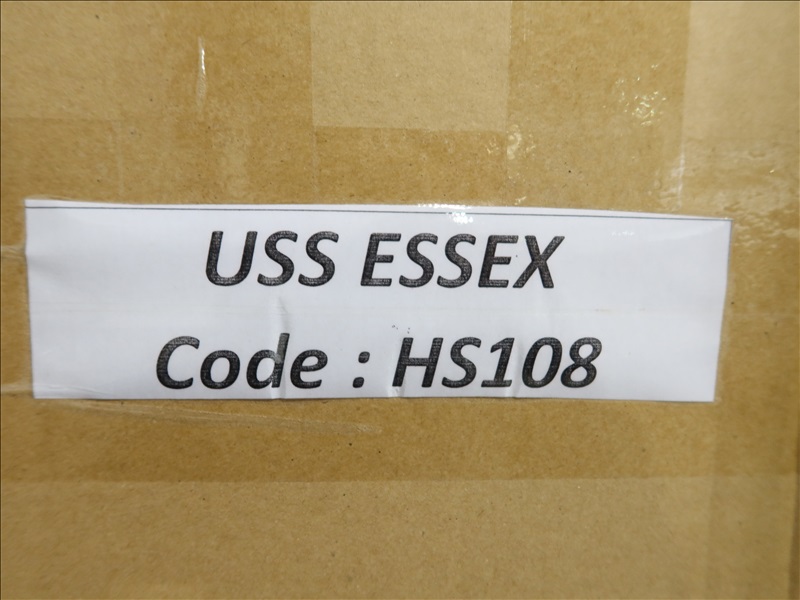 USS ESSEX
Code : HS108